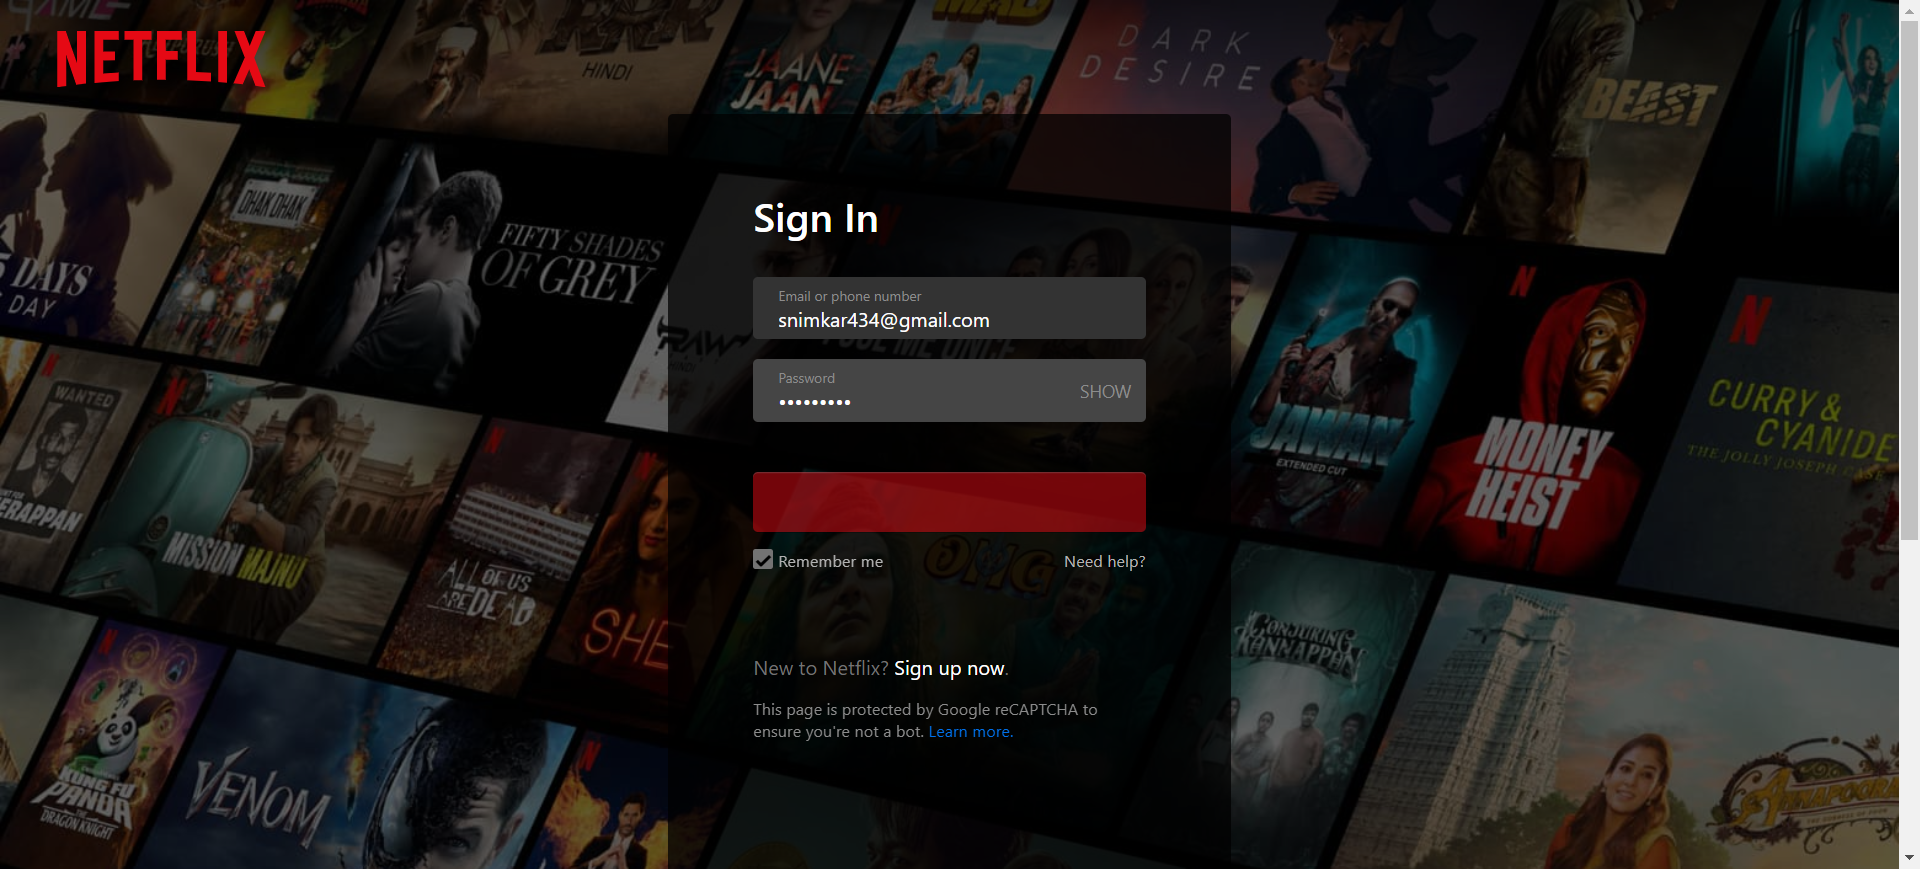 NETFLIX
HINDI
JAANE
JAAN
MAD
DARK
DESIRE
BEAST
DHAK DHAK
FIFTY SHADES
OF GREY
DAYS
DAY
Sign In
Email or phone number
snimkar434@gmail.com
Password
•••••••••
SHOW
Remember me
Need help?
New to Netflix? Sign up now.
This page is protected by Google reCAPTCHA to
ensure you're not a bot. Learn more.
RAW
JAWAN
EXTENDED CUT
MONEY
HEIST
CURRY &
CYANIDE
THE JOLLY JOSEPH CASE
WANTED
MISSION MAJNU
ALL OF US
ARE DEAD
SHE
OMG
CONJURING
KANNAPPAN
KUNG FU
PANDA
THE
DRAGON KNIGHT
VENOM